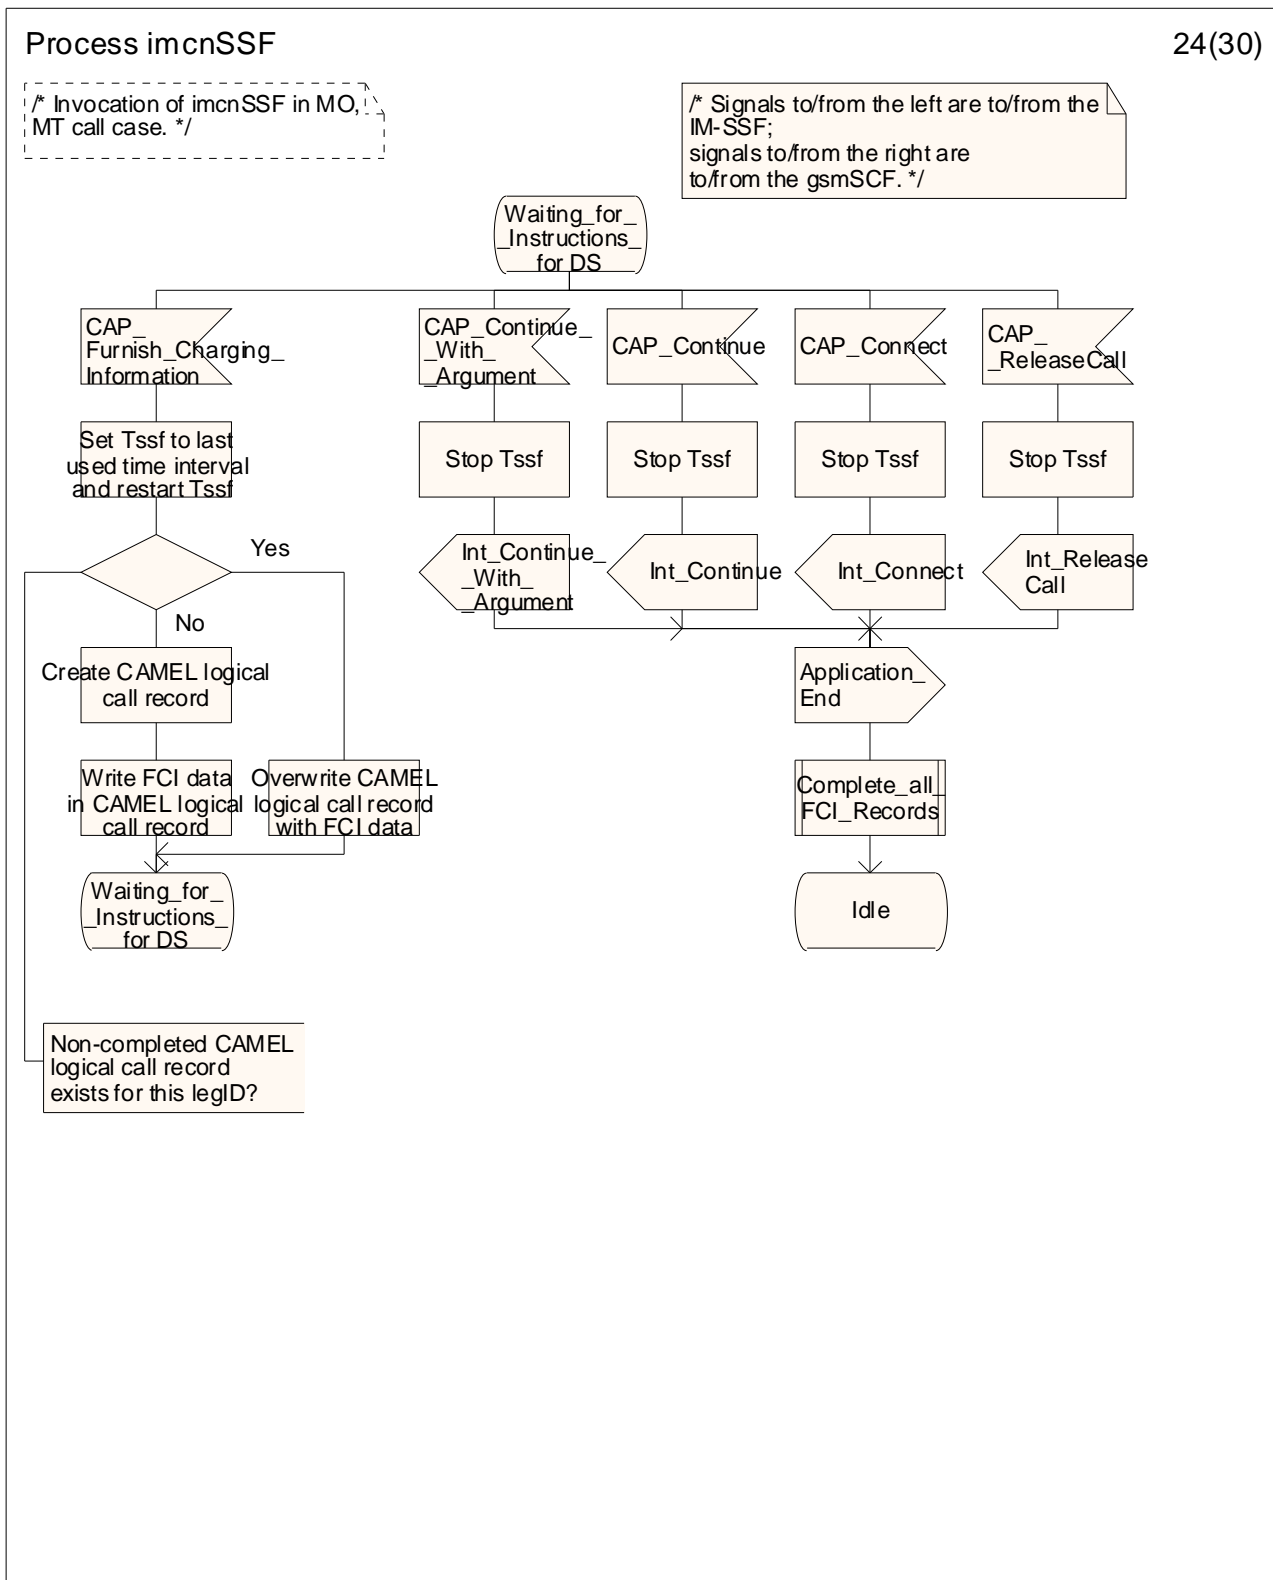 Process imcnSSF
24(30)
/* Invocation of imcnSSF in MO,
MT call case. */
/* Signals to/from the left are to/from the
IM-SSF;
signals to/from the right are
to/from the gsmSCF. */
Waiting_for_
_Instructions_
for DS
CAP_
Furnish_Charging_
Information
CAP_Continue_
_With_
_Argument
CAP_Continue
CAP_Connect
CAP_
_ReleaseCall
Set Tssf to last
used time interval
and restart Tssf
Stop Tssf
Stop Tssf
Stop Tssf
Stop Tssf
Yes
Int_Continue_
_With_
_Argument
Int_Continue
Int_Connect
Int_Release
Call
No
Create CAMEL logical
call record
Application_
End
Write FCI data
in CAMEL logical
call record
Overwrite CAMEL
logical call record
with FCI data
Complete_all_
FCI_Records
Waiting_for_
_Instructions_
for DS
Idle
Non-completed CAMEL
logical call record
exists for this legID?